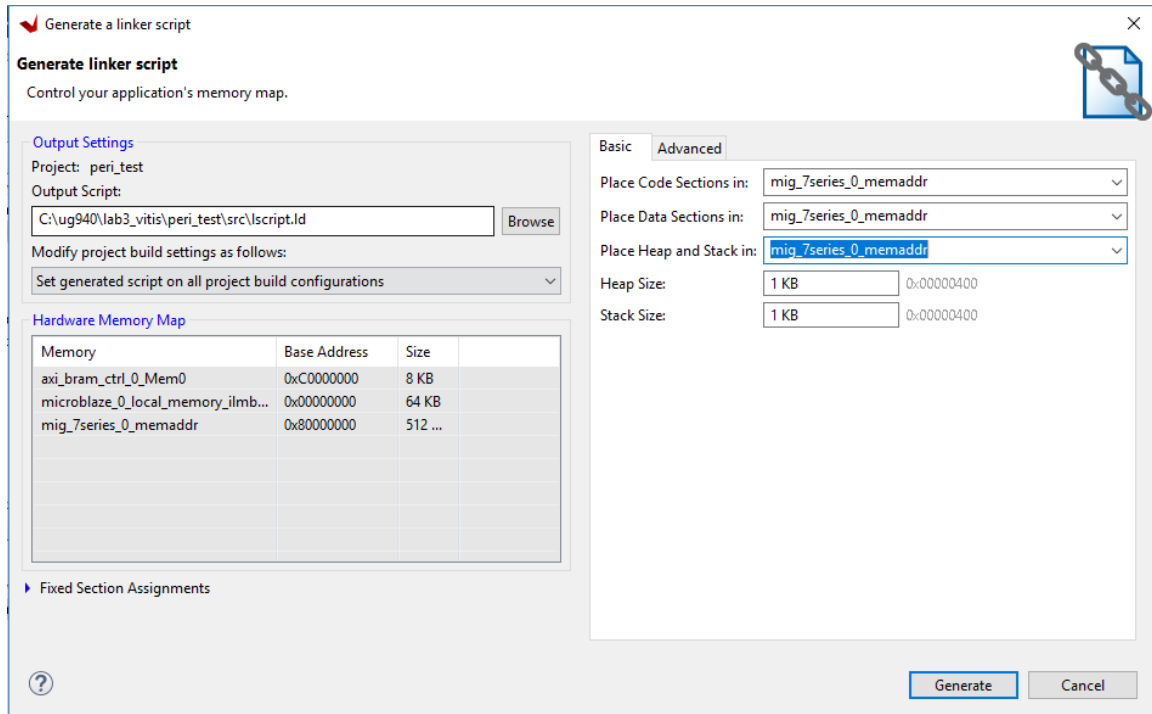 Generate a linker script
Generate linker script
Control your application's memory map.
Output Settings
Project: peri_test
Output Script:
C:\ug940\lab3_vitis\peri_test\src\lscript.ld
Browse
Modify project build settings as follows:
Set generated script on all project build configurations
Hardware Memory Map
Memory Base Address Size
axi_bram_ctrl_0_Mem0 0xC0000000 8 KB
microblaze_0_local_memory_ilmb... 0x00000000 64 KB
mig_7series_0_memaddr 0x80000000 512 ...
Fixed Section Assignments
Basic Advanced
Place Code Sections in: mig_7series_0_memaddr
Place Data Sections in: mig_7series_0_memaddr
Place Heap and Stack in: mig_7series_0_memaddr
Heap Size: 1 KB 0x00000400
Stack Size: 1 KB 0x00000400
? Generate Cancel